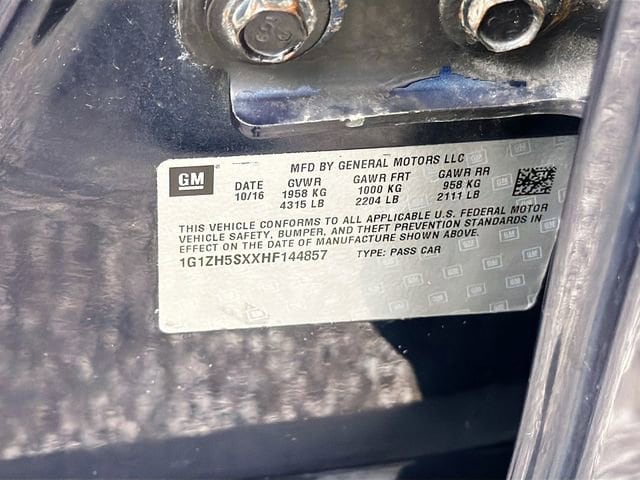 GM
MFD BY GENERAL MOTORS LLC
DATE GVWR GAWR FRT GAWR RR
10/16 1958 KG 1000 KG 958 KG
4315 LB 2204 LB 2111 LB
THIS VEHICLE CONFORMS TO ALL APPLICABLE U.S. FEDERAL MOTOR
VEHICLE SAFETY, BUMPER, AND THEFT PREVENTION STANDARDS IN
EFFECT ON THE DATE OF MANUFACTURE SHOWN ABOVE.
1G1ZH5SXXHF144857 TYPE: PASS CAR